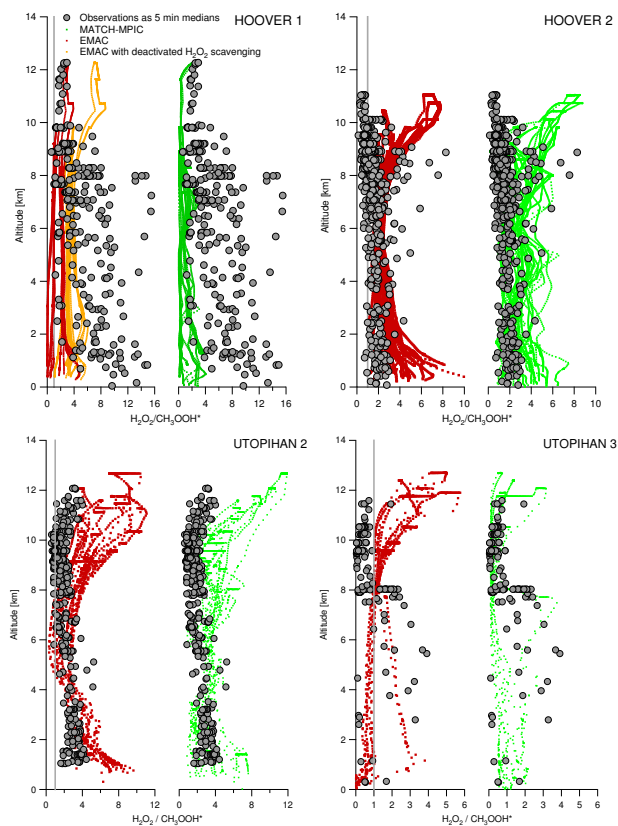 HOOVER 1
Observations as 5 min medians
MATCH-MPIC
EMAC
EMAC with deactivated H₂O₂ scavenging
Altitude [km]
14
12
10
8
6
4
2
0
0 4 8 12 16 0 4 8 12 16
H₂O₂/CH₃OOH*
HOOVER 2
Altitude [km]
14
12
10
8
6
4
2
0
0 2 4 6 8 10 0 2 4 6 8 10
H₂O₂/CH₃OOH*
UTOPIHAN 2
Altitude [km]
14
12
10
8
6
4
2
0
0 4 8 12 0 4 8 12
H₂O₂ / CH₃OOH*
UTOPIHAN 3
Altitude [km]
14
12
10
8
6
4
2
0
0 1 2 3 4 5 6 0 1 2 3 4 5 6
H₂O₂ / CH₃OOH*